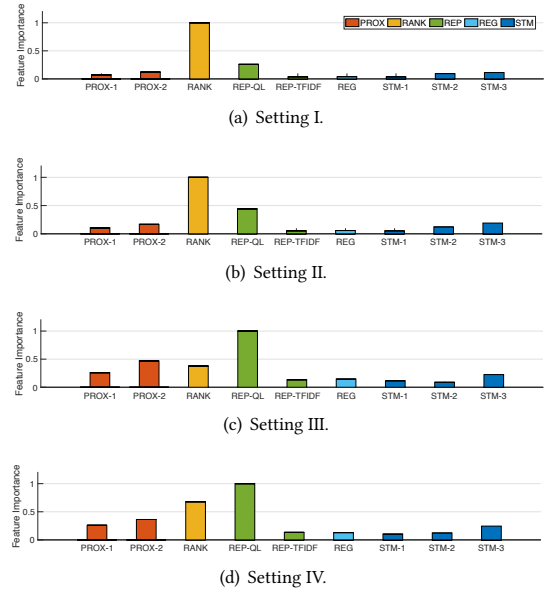 PROX RANK REP REG STM
Feature Importance
1
0.5
0
PROX-1 PROX-2 RANK REP-QL REP-TFIDF REG STM-1 STM-2 STM-3
(a) Setting I.
Feature Importance
1
0.5
0
PROX-1 PROX-2 RANK REP-QL REP-TFIDF REG STM-1 STM-2 STM-3
(b) Setting II.
Feature Importance
1
0.5
0
PROX-1 PROX-2 RANK REP-QL REP-TFIDF REG STM-1 STM-2 STM-3
(c) Setting III.
Feature Importance
1
0.5
0
PROX-1 PROX-2 RANK REP-QL REP-TFIDF REG STM-1 STM-2 STM-3
(d) Setting IV.